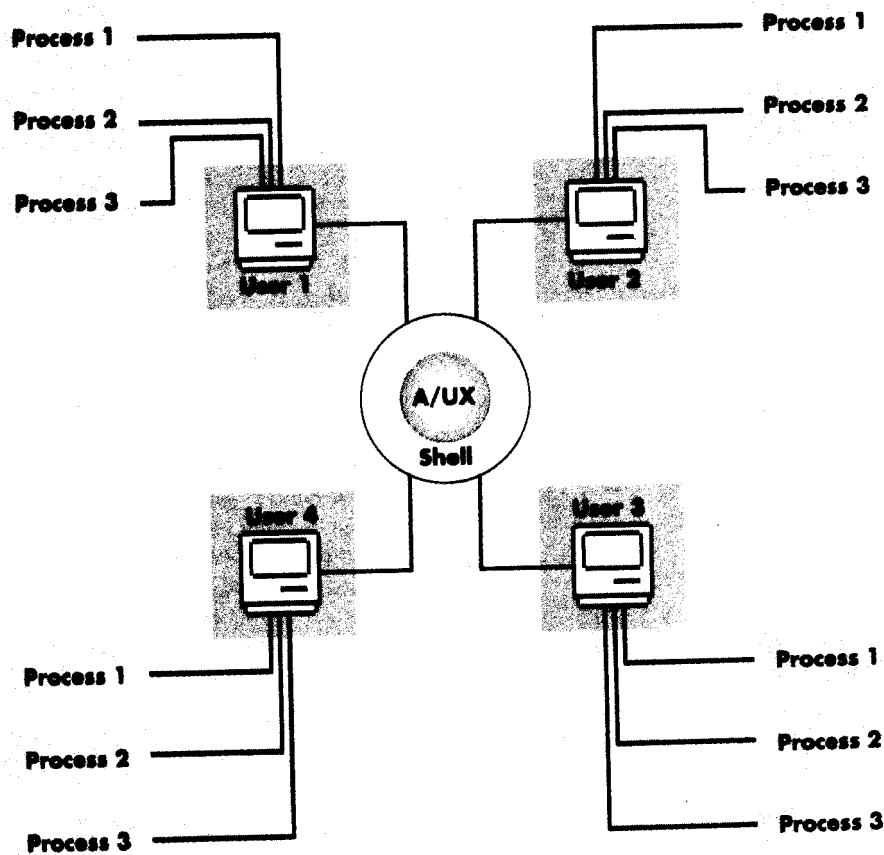 Process 1
Process 2
Process 3
User 1
Process 1
Process 2
Process 3
User 2
A/UX
Shell
User 4
Process 1
Process 2
Process 3
User 3
Process 1
Process 2
Process 3